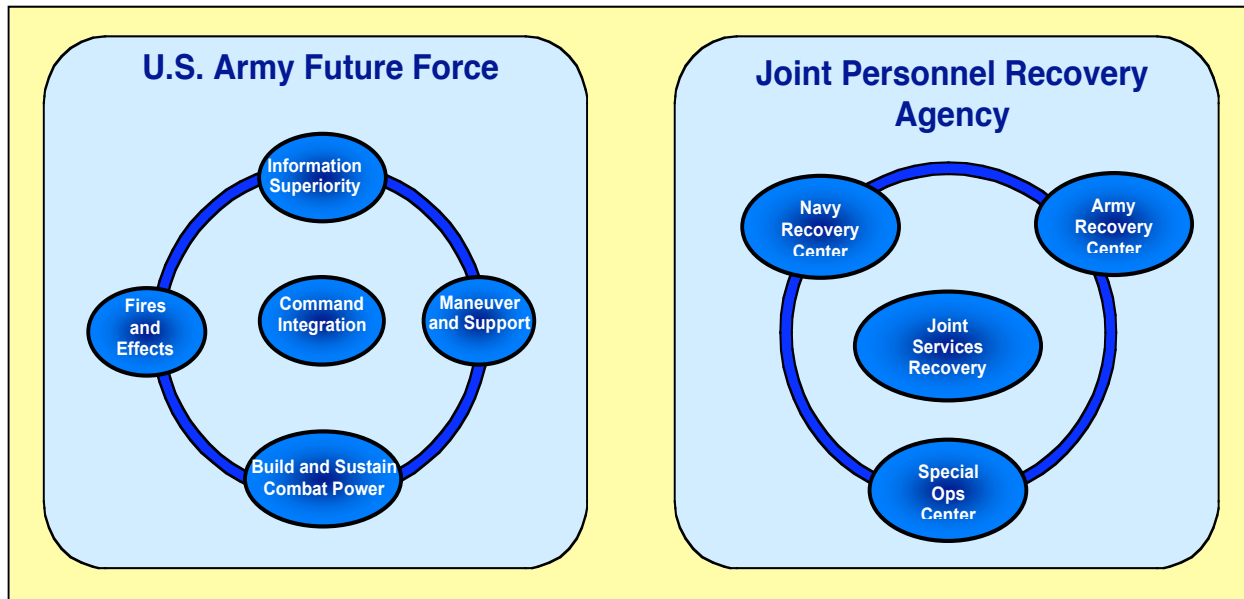 U.S. Army Future Force
Information
Superiority
Fires
and
Effects
Command
Integration
Maneuver
and Support
Build and Sustain
Combat Power
Joint Personnel Recovery
Agency
Navy
Recovery
Center
Army
Recovery
Center
Joint
Services
Recovery
Special
Ops
Center